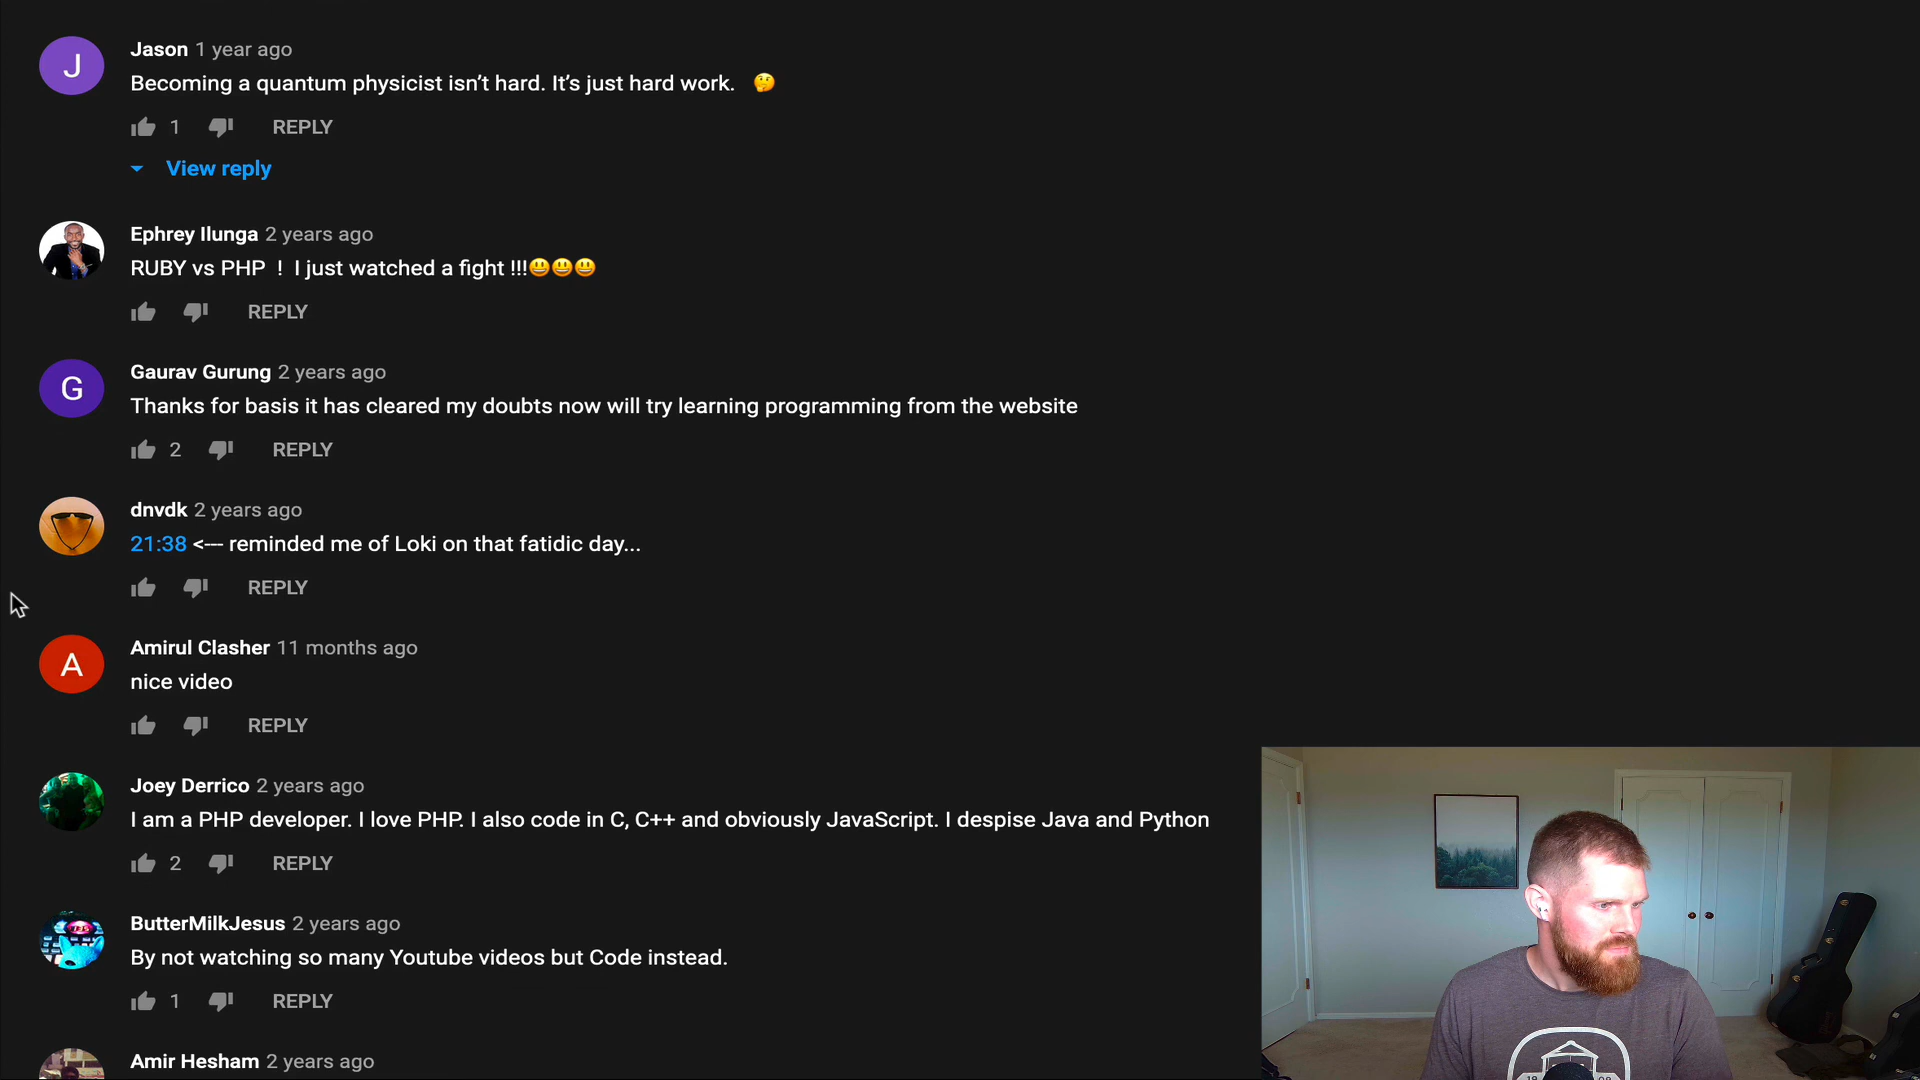 J
Jason 1 year ago
Becoming a quantum physicist isn’t hard. It’s just hard work. 🤔
1 REPLY
View reply
Ephrey Ilunga 2 years ago
RUBY vs PHP ! I just watched a fight !!!😃😃😃
REPLY
G
Gaurav Gurung 2 years ago
Thanks for basis it has cleared my doubts now will try learning programming from the website
2 REPLY
dnvdk 2 years ago
21:38 <--- reminded me of Loki on that fatidic day...
REPLY
A
Amirul Clasher 11 months ago
nice video
REPLY
Joey Derrico 2 years ago
I am a PHP developer. I love PHP. I also code in C, C++ and obviously JavaScript. I despise Java and Python
2 REPLY
ButterMilkJesus 2 years ago
By not watching so many Youtube videos but Code instead.
1 REPLY
Amir Hesham 2 years ago